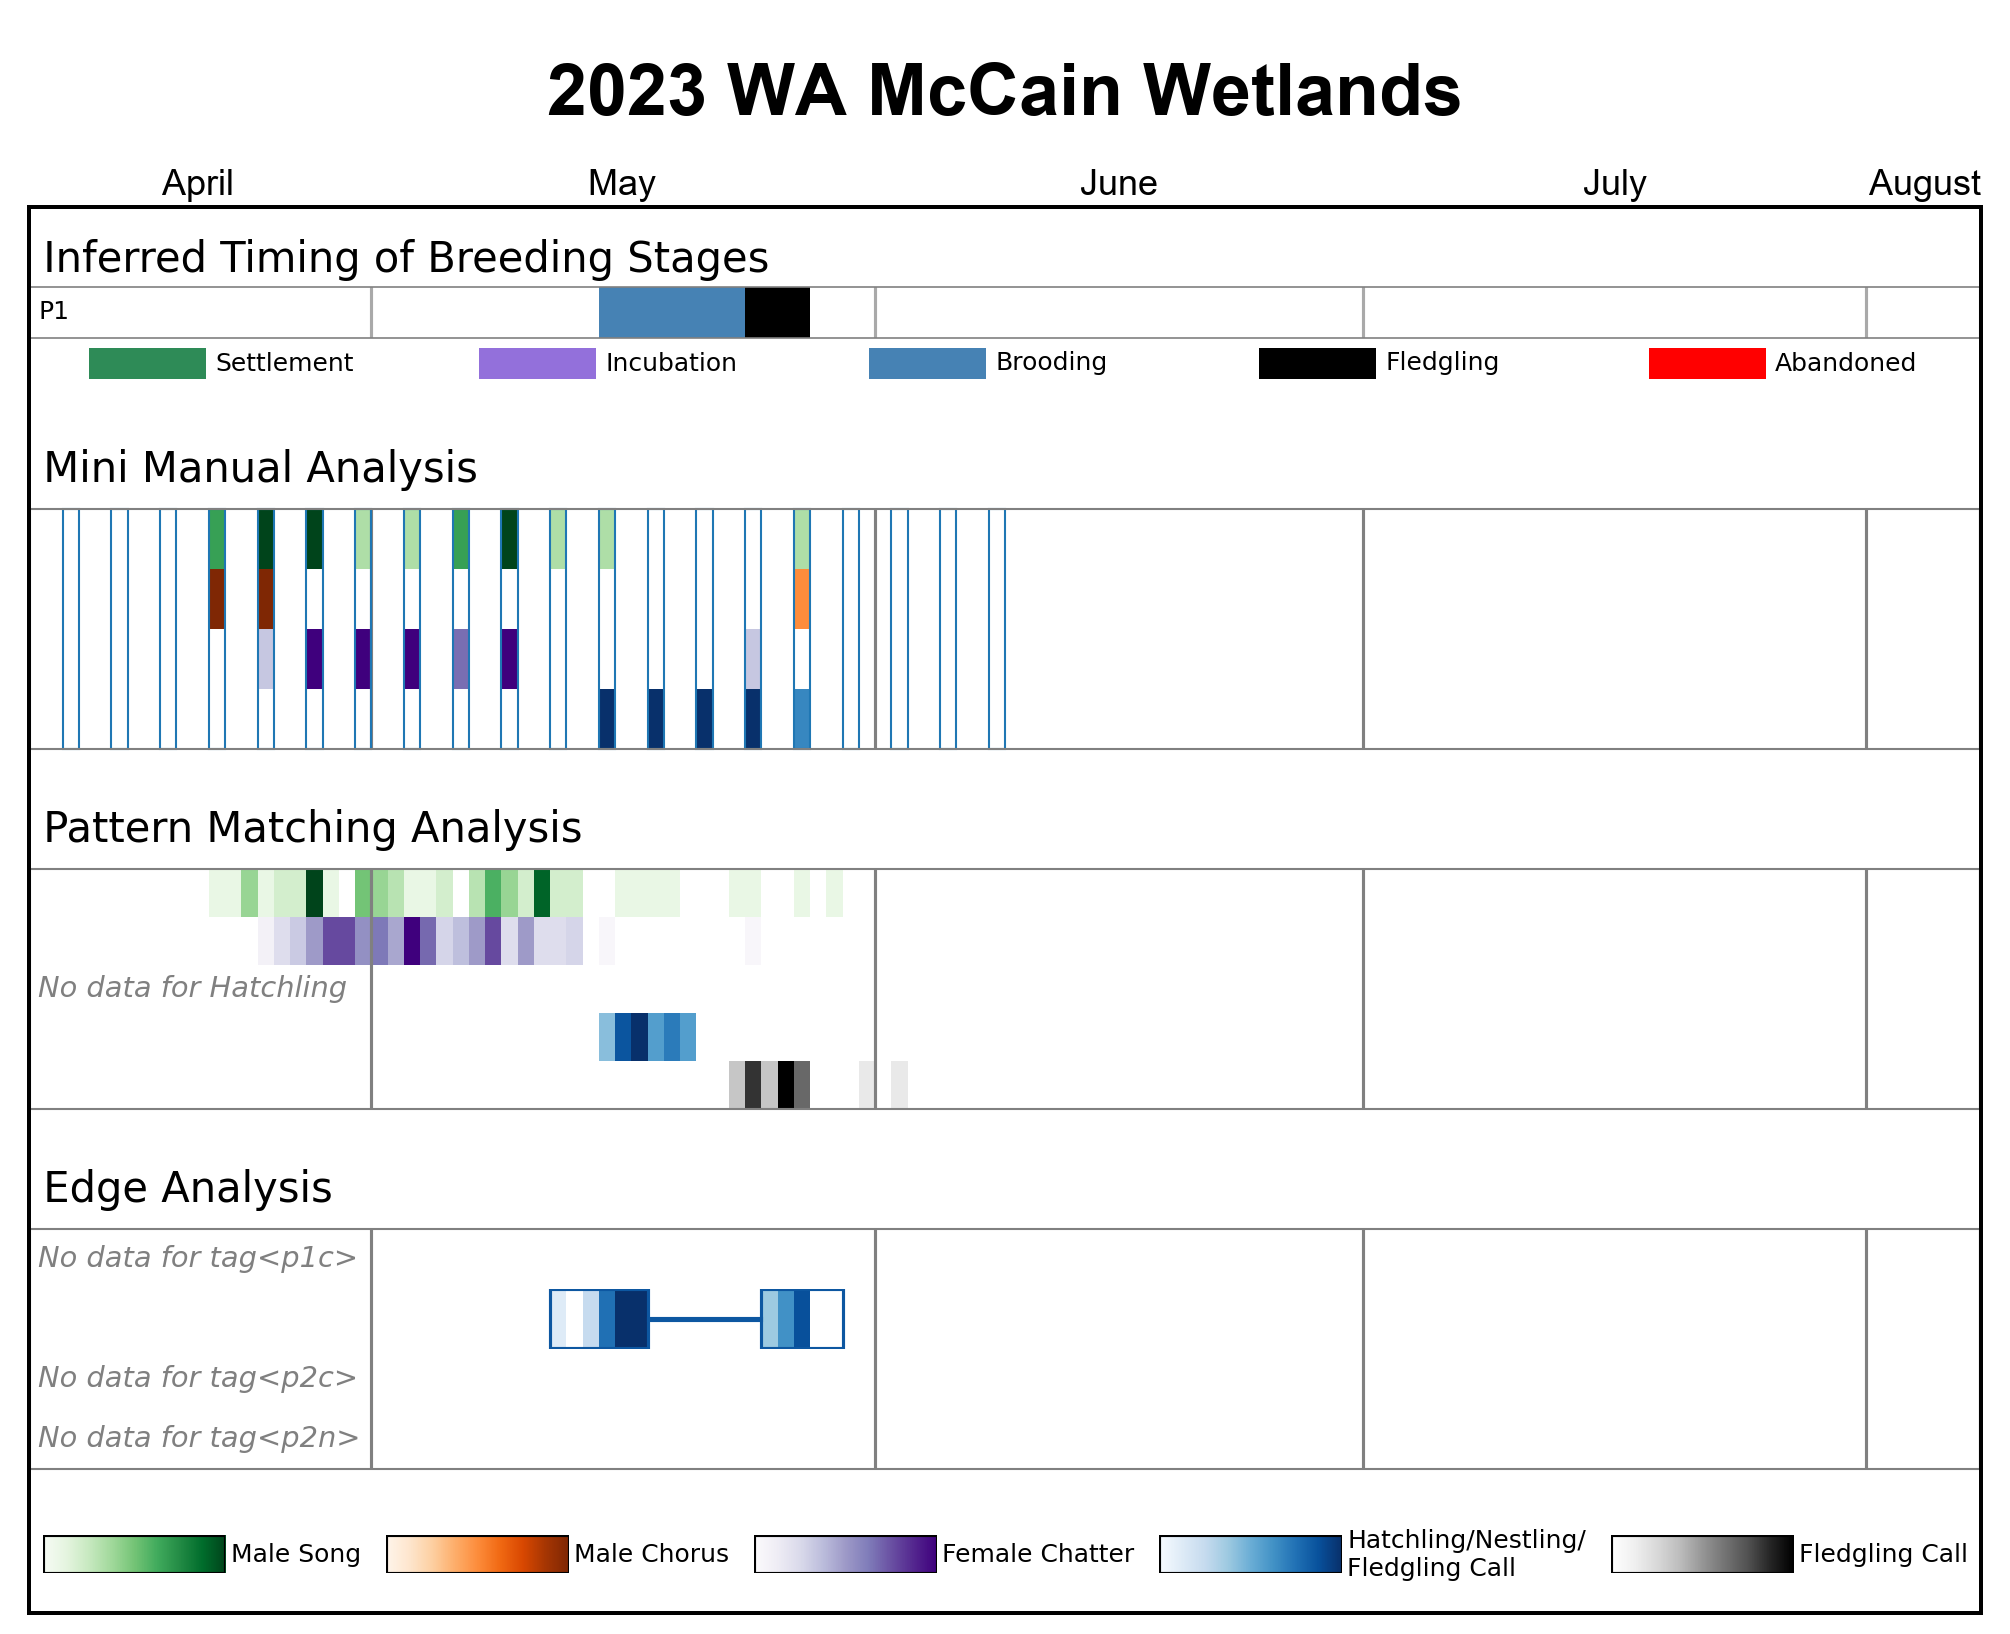 2023 WA McCain Wetlands
April May June July August
Inferred Timing of Breeding Stages
P1
Settlement Incubation Brooding Fledgling Abandoned
Mini Manual Analysis
Pattern Matching Analysis
No data for Hatchling
Edge Analysis
No data for tag<p1c>
No data for tag<p2c>
No data for tag<p2n>
Male Song Male Chorus Female Chatter Hatchling/Nestling/
Fledgling Call Fledgling Call